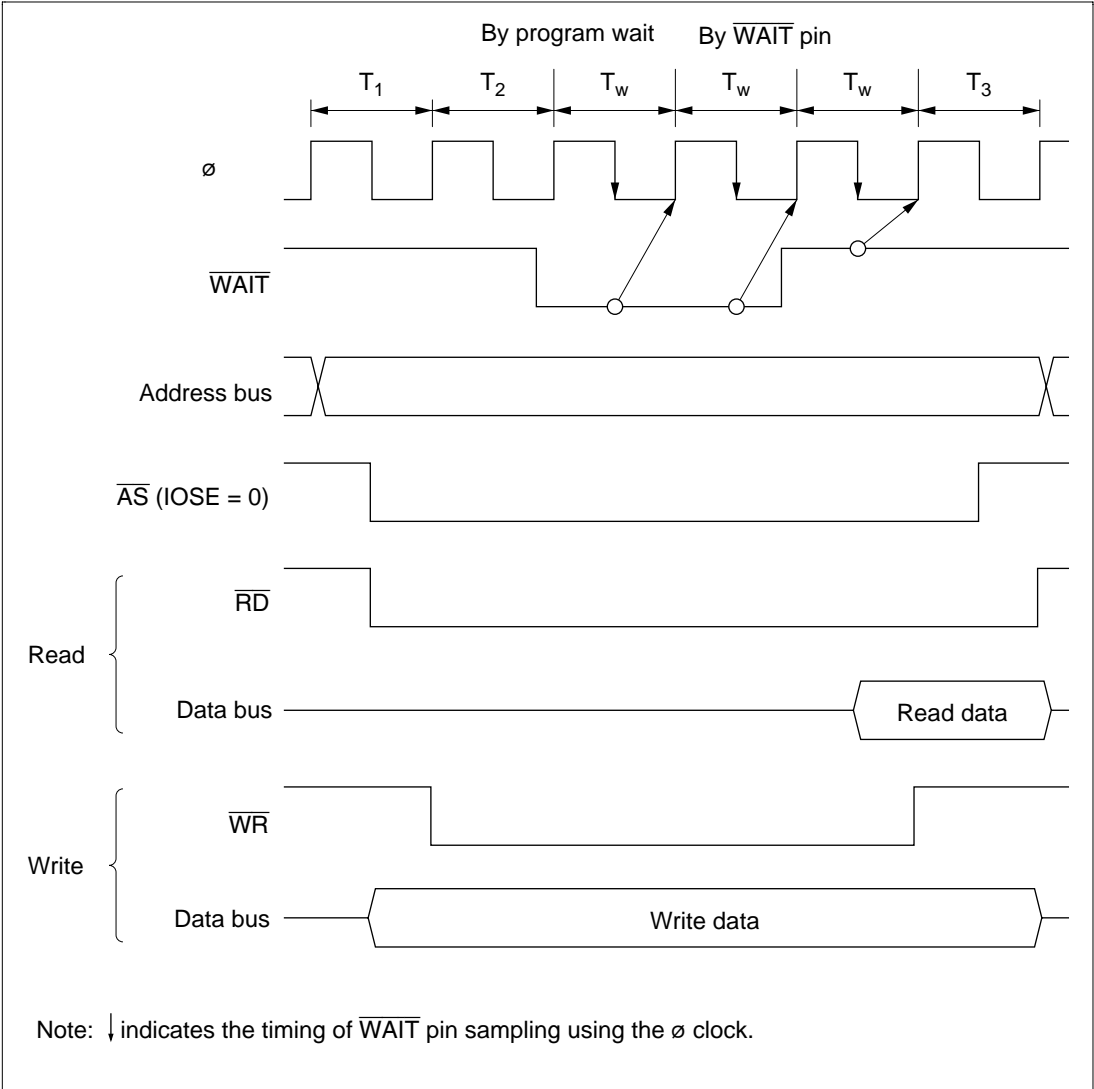 By program wait By WAIT pin
T1 T2 Tw Tw Tw T3
ø
WAIT
Address bus
AS (IOSE = 0)
RD
Read
Data bus
Read data
WR
Write
Data bus
Write data
Note: ↓ indicates the timing of WAIT pin sampling using the ø clock.